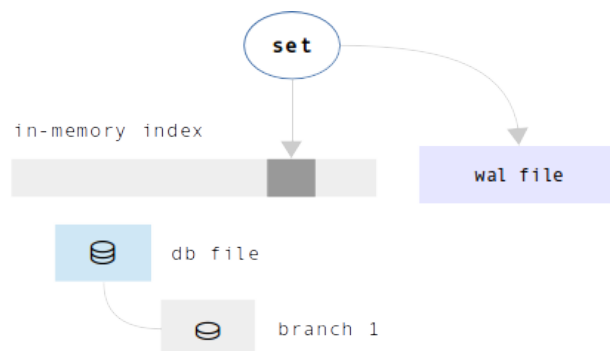 set
in-memory index
wal file
db file
branch 1